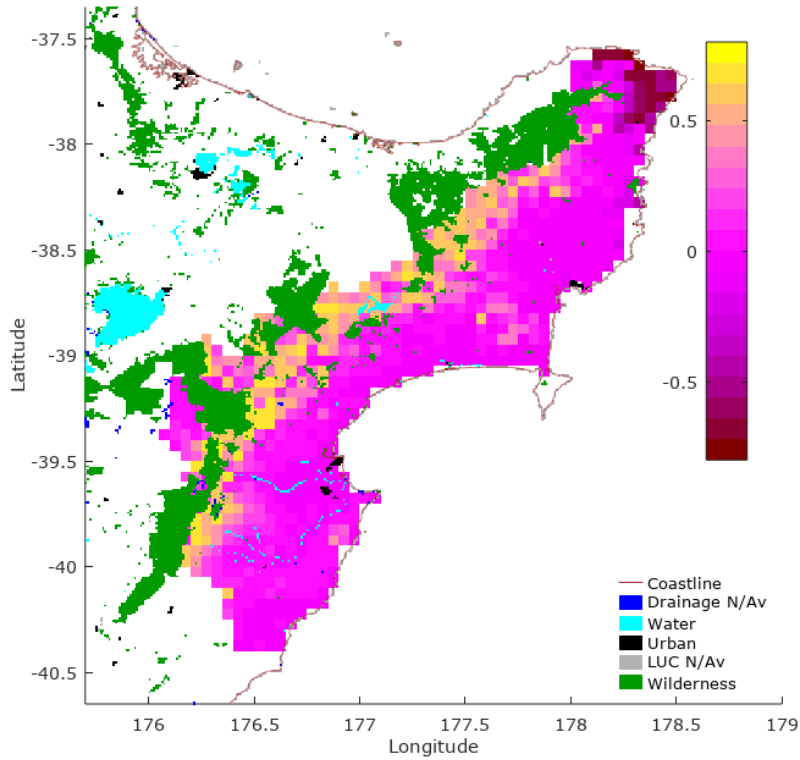 -37.5
-38
-38.5
-39
-39.5
-40
-40.5
Latitude
176
176.5
177
177.5
178
178.5
179
Longitude
0.5
0
-0.5
Coastline
Drainage N/Av
Water
Urban
LUC N/Av
Wilderness